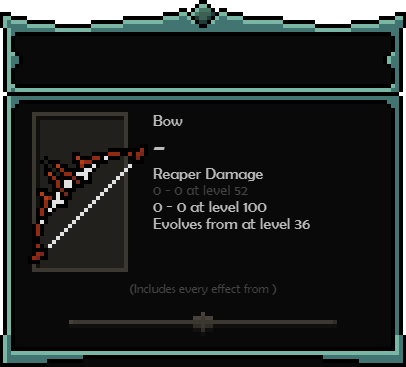 Bow
–
Reaper Damage
0 - 0 at level 52
0 - 0 at level 100
Evolves from at level 36
(Includes every effect from )